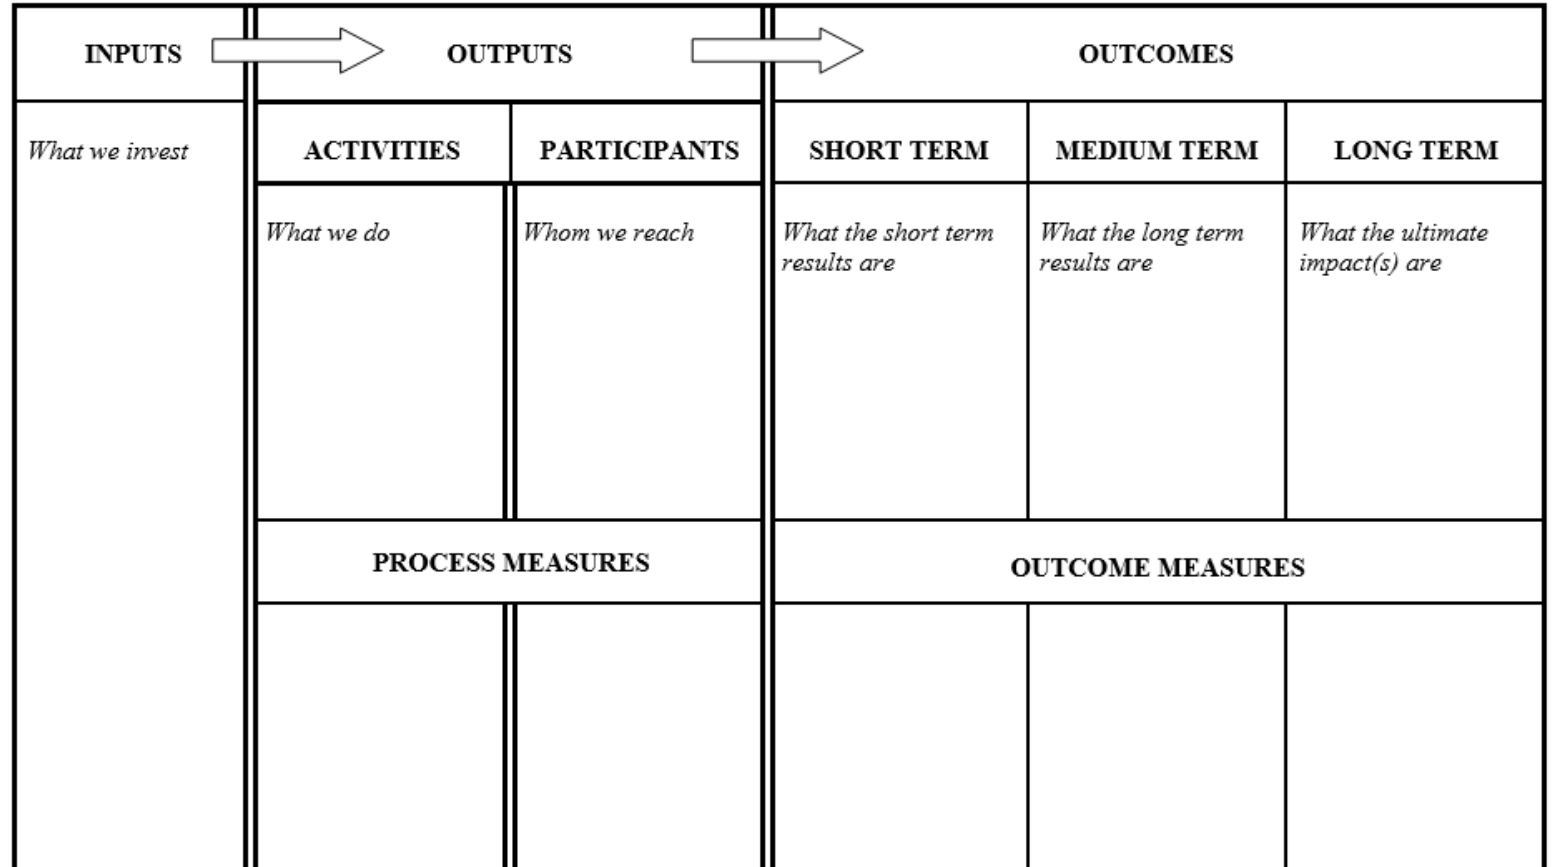 INPUTS
OUTPUTS
OUTCOMES
What we invest
ACTIVITIES
PARTICIPANTS
SHORT TERM
MEDIUM TERM
LONG TERM
What we do
Whom we reach
What the short term
results are
What the long term
results are
What the ultimate
impact(s) are
PROCESS MEASURES
OUTCOME MEASURES